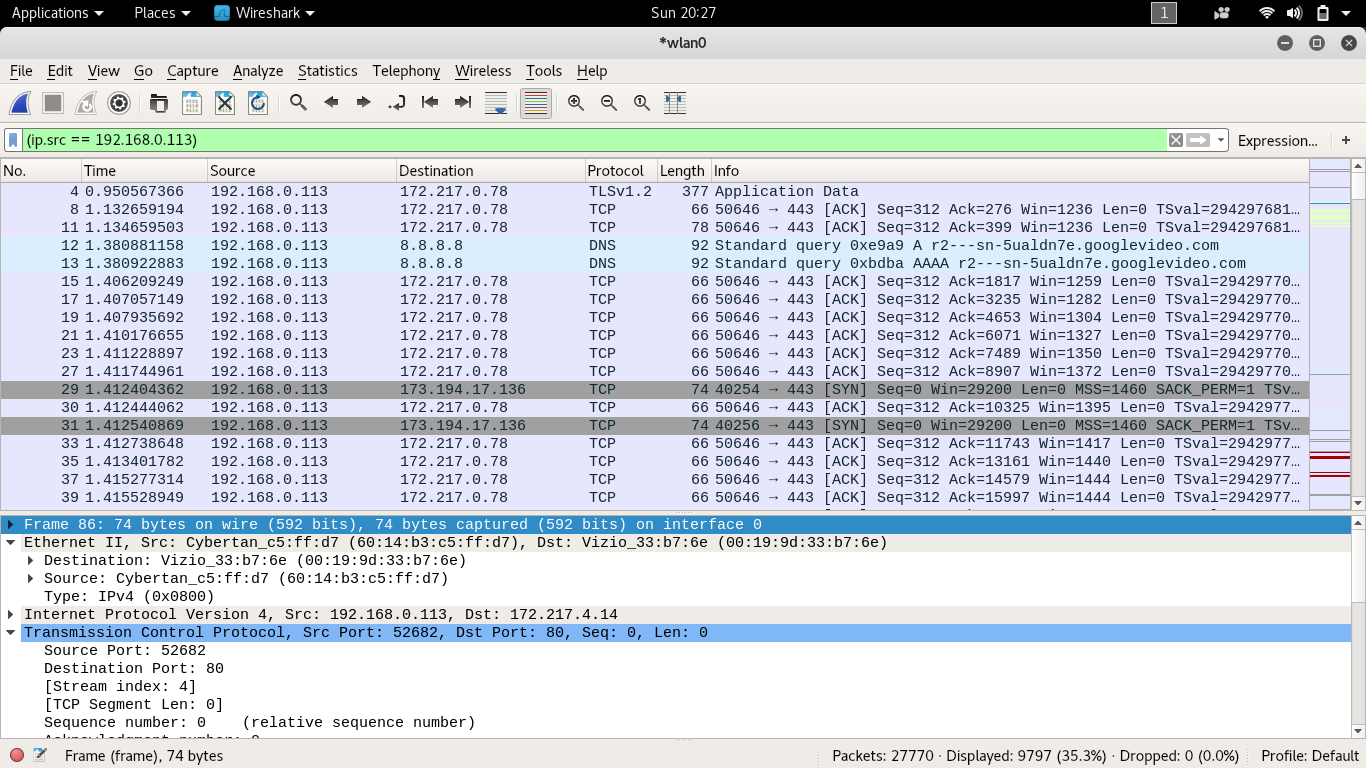 Applications Places Wireshark Sun 20:27 1
*wlan0
File Edit View Go Capture Analyze Statistics Telephony Wireless Tools Help
(ip.src == 192.168.0.113) Expression... +
No. Time Source Destination Protocol Length Info
4 0.950567366 192.168.0.113 172.217.0.78 TLSv1.2 377 Application Data
8 1.132659194 192.168.0.113 172.217.0.78 TCP 66 50646 → 443 [ACK] Seq=312 Ack=276 Win=1236 Len=0 TSval=294297681…
11 1.134659503 192.168.0.113 172.217.0.78 TCP 78 50646 → 443 [ACK] Seq=312 Ack=399 Win=1236 Len=0 TSval=294297681…
12 1.380881158 192.168.0.113 8.8.8.8 DNS 92 Standard query 0xe9a9 A r2---sn-5ualdn7e.googlevideo.com
13 1.380922883 192.168.0.113 8.8.8.8 DNS 92 Standard query 0xbdba AAAA r2---sn-5ualdn7e.googlevideo.com
15 1.406209249 192.168.0.113 172.217.0.78 TCP 66 50646 → 443 [ACK] Seq=312 Ack=1817 Win=1259 Len=0 TSval=29429770…
17 1.407057149 192.168.0.113 172.217.0.78 TCP 66 50646 → 443 [ACK] Seq=312 Ack=3235 Win=1282 Len=0 TSval=29429770…
19 1.407935692 192.168.0.113 172.217.0.78 TCP 66 50646 → 443 [ACK] Seq=312 Ack=4653 Win=1304 Len=0 TSval=29429770…
21 1.410176655 192.168.0.113 172.217.0.78 TCP 66 50646 → 443 [ACK] Seq=312 Ack=6071 Win=1327 Len=0 TSval=29429770…
23 1.411228897 192.168.0.113 172.217.0.78 TCP 66 50646 → 443 [ACK] Seq=312 Ack=7489 Win=1350 Len=0 TSval=29429770…
27 1.411744961 192.168.0.113 172.217.0.78 TCP 66 50646 → 443 [ACK] Seq=312 Ack=8907 Win=1372 Len=0 TSval=29429770…
29 1.412404362 192.168.0.113 173.194.17.136 TCP 74 40254 → 443 [SYN] Seq=0 Win=29200 Len=0 MSS=1460 SACK_PERM=1 TSv…
30 1.412444062 192.168.0.113 172.217.0.78 TCP 66 50646 → 443 [ACK] Seq=312 Ack=10325 Win=1395 Len=0 TSval=2942977…
31 1.412540869 192.168.0.113 173.194.17.136 TCP 74 40256 → 443 [SYN] Seq=0 Win=29200 Len=0 MSS=1460 SACK_PERM=1 TSv…
33 1.412738648 192.168.0.113 172.217.0.78 TCP 66 50646 → 443 [ACK] Seq=312 Ack=11743 Win=1417 Len=0 TSval=2942977…
35 1.413401782 192.168.0.113 172.217.0.78 TCP 66 50646 → 443 [ACK] Seq=312 Ack=13161 Win=1440 Len=0 TSval=2942977…
37 1.415277314 192.168.0.113 172.217.0.78 TCP 66 50646 → 443 [ACK] Seq=312 Ack=14579 Win=1444 Len=0 TSval=2942977…
39 1.415528949 192.168.0.113 172.217.0.78 TCP 66 50646 → 443 [ACK] Seq=312 Ack=15997 Win=1444 Len=0 TSval=2942977…
Frame 86: 74 bytes on wire (592 bits), 74 bytes captured (592 bits) on interface 0
Ethernet II, Src: Cybertan_c5:ff:d7 (60:14:b3:c5:ff:d7), Dst: Vizio_33:b7:6e (00:19:9d:33:b7:6e)
Destination: Vizio_33:b7:6e (00:19:9d:33:b7:6e)
Source: Cybertan_c5:ff:d7 (60:14:b3:c5:ff:d7)
Type: IPv4 (0x0800)
Internet Protocol Version 4, Src: 192.168.0.113, Dst: 172.217.4.14
Transmission Control Protocol, Src Port: 52682, Dst Port: 80, Seq: 0, Len: 0
Source Port: 52682
Destination Port: 80
[Stream index: 4]
[TCP Segment Len: 0]
Sequence number: 0 (relative sequence number)
Frame (frame), 74 bytes Packets: 27770 · Displayed: 9797 (35.3%) · Dropped: 0 (0.0%) Profile: Default